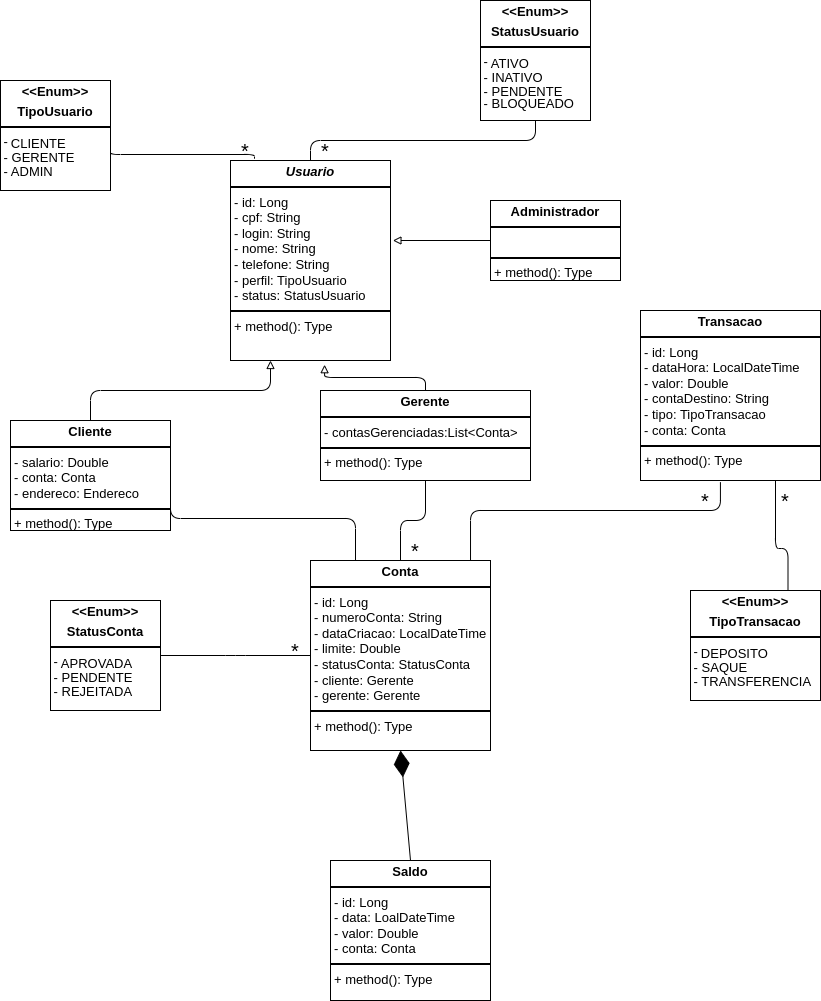 <<Enum>>
StatusUsuario
- ATIVO
- INATIVO
- PENDENTE
- BLOQUEADO
<<Enum>>
TipoUsuario
- CLIENTE
- GERENTE
- ADMIN
*
*
Usuario
- id: Long
- cpf: String
- login: String
- nome: String
- telefone: String
- perfil: TipoUsuario
- status: StatusUsuario
+ method(): Type
Administrador
+ method(): Type
Transacao
- id: Long
- dataHora: LocalDateTime
- valor: Double
- contaDestino: String
- tipo: TipoTransacao
- conta: Conta
+ method(): Type
Gerente
- contasGerenciadas:List<Conta>
+ method(): Type
Cliente
- salario: Double
- conta: Conta
- endereco: Endereco
+ method(): Type
*
*
*
Conta
- id: Long
- numeroConta: String
- dataCriacao: LocalDateTime
- limite: Double
- statusConta: StatusConta
- cliente: Gerente
- gerente: Gerente
+ method(): Type
<<Enum>>
StatusConta
- APROVADA
- PENDENTE
- REJEITADA
*
<<Enum>>
TipoTransacao
- DEPOSITO
- SAQUE
- TRANSFERENCIA
Saldo
- id: Long
- data: LoalDateTime
- valor: Double
- conta: Conta
+ method(): Type